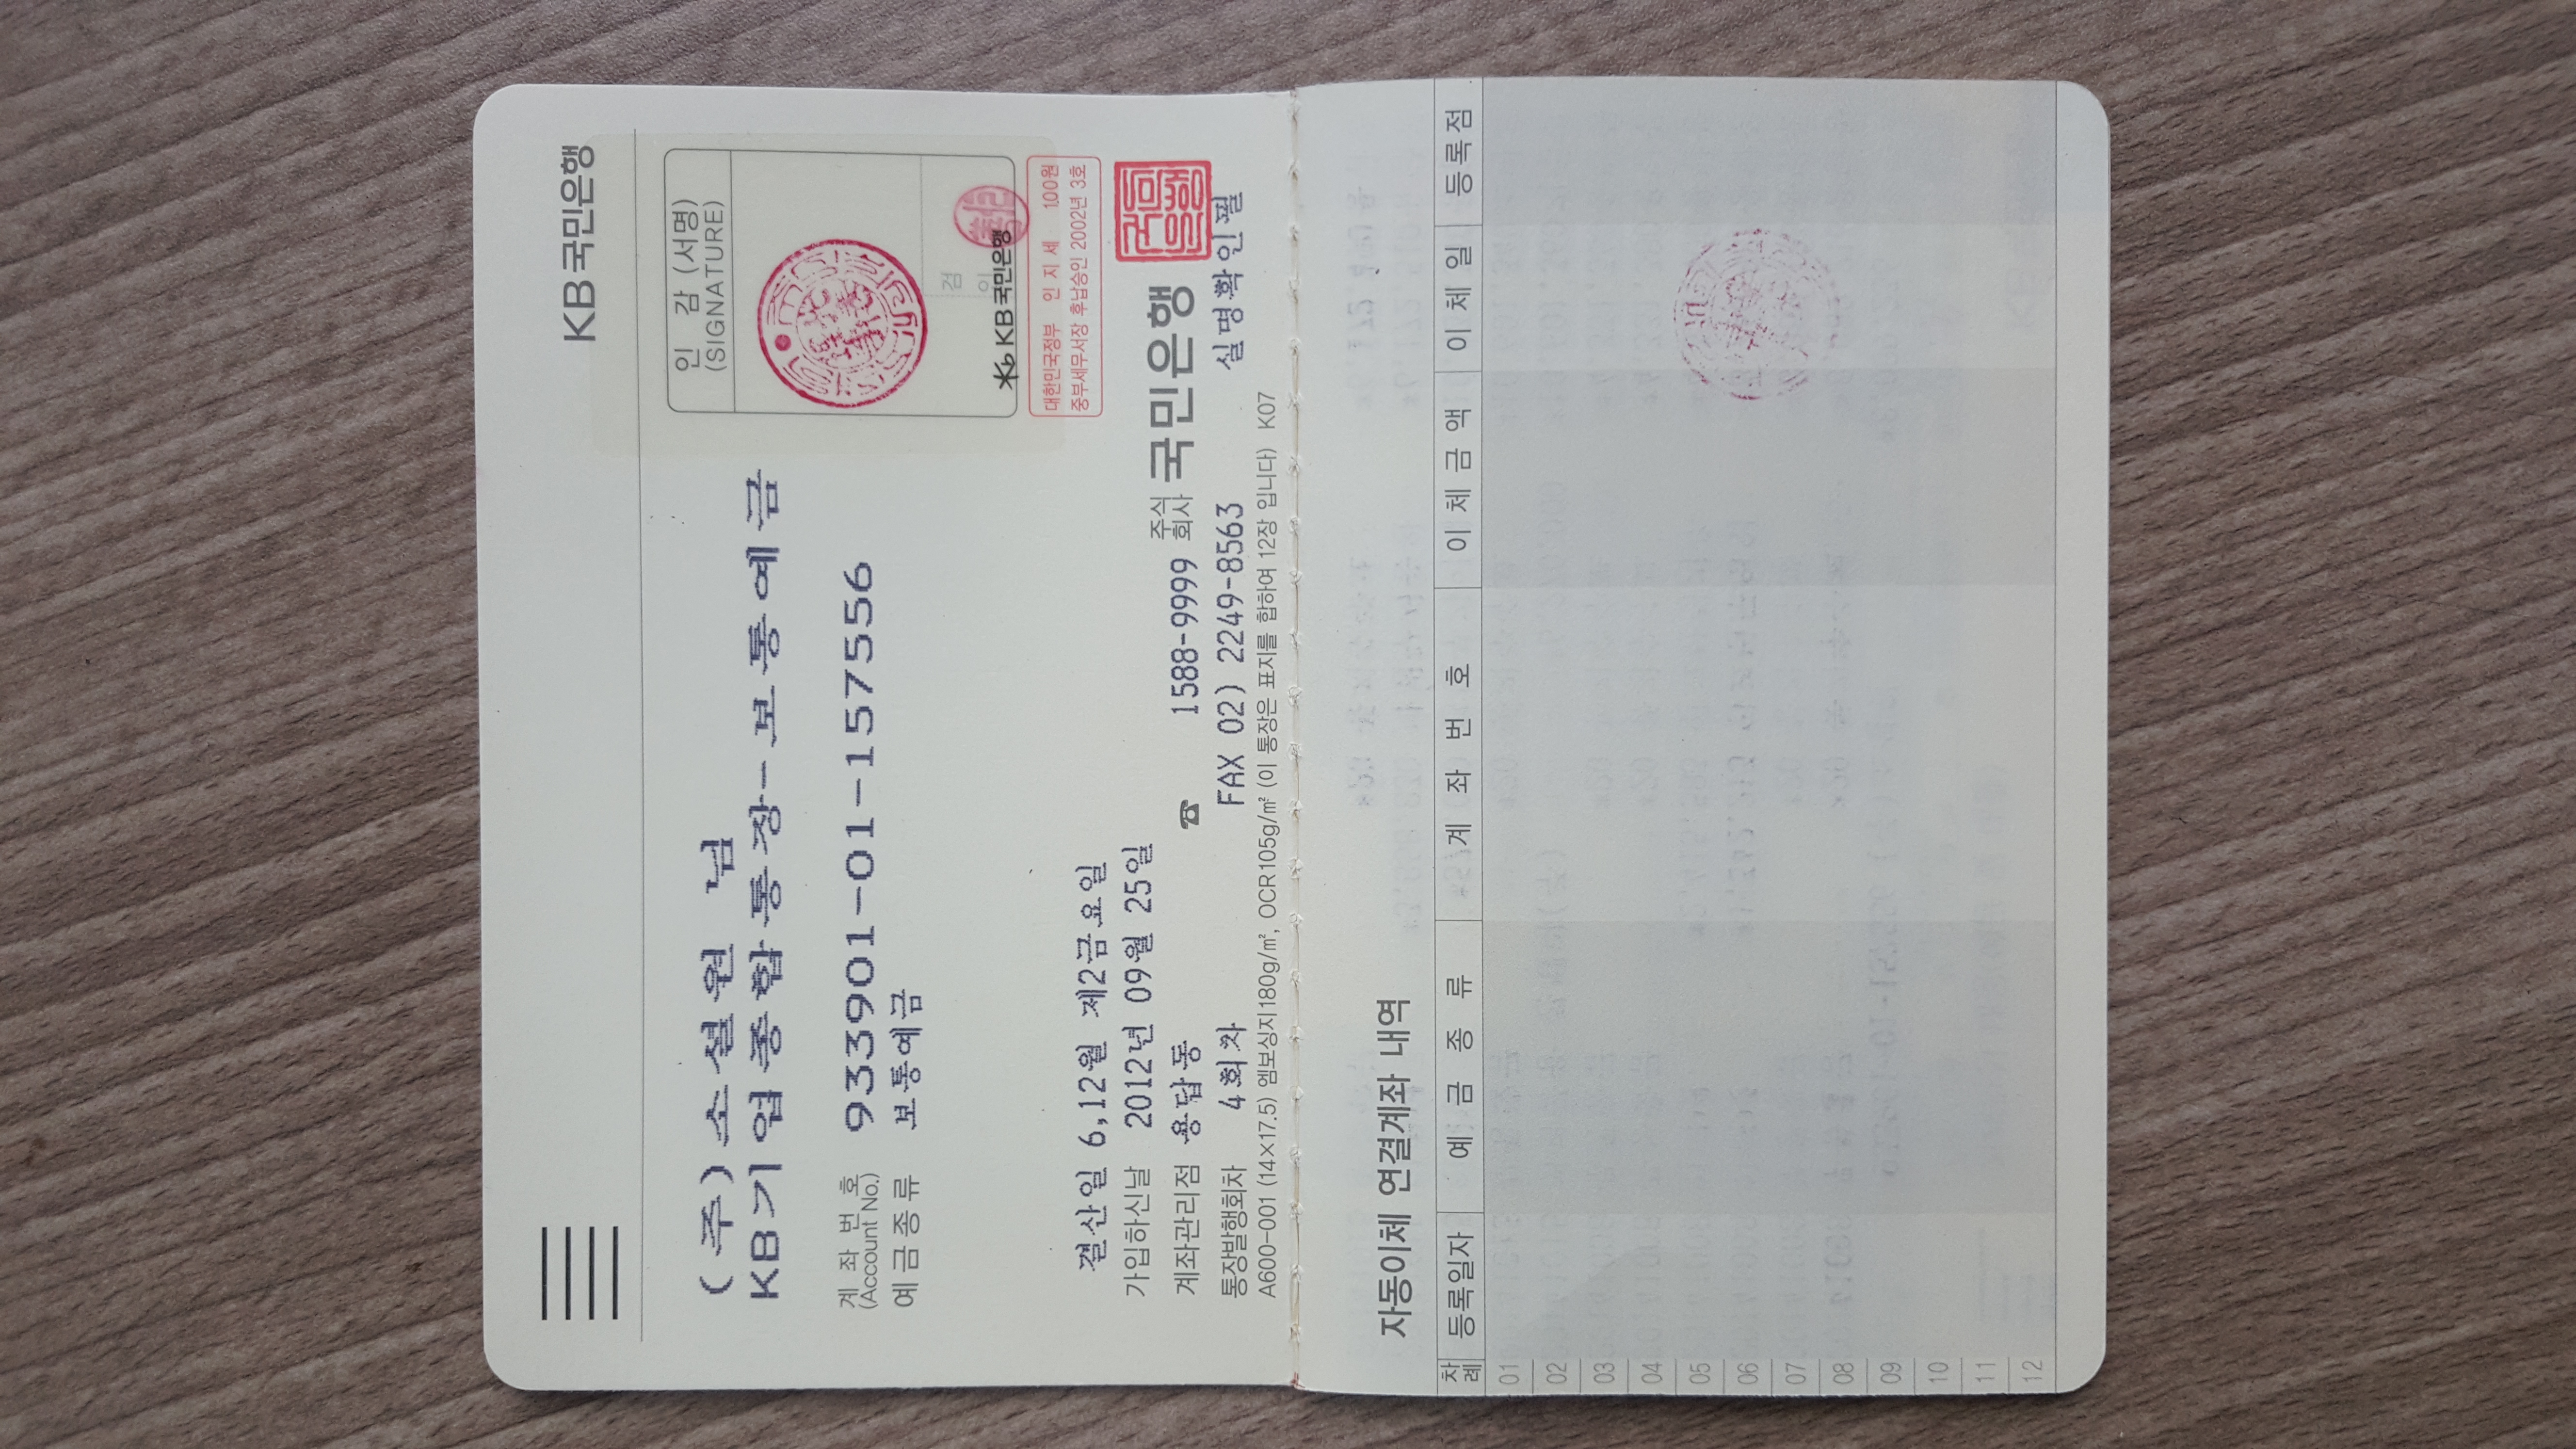 KB국민은행
인 감 (서명)
(SIGNATURE)
검 인
KB국민은행
대한민국정부 인 지 세 100원
중부세무서장 후납승인 2002년 3호
(주)소셜원 님
KB기업종합통장-보통예금
계 좌 번 호
(Account No.)
933901-01-157556
예금종류 보통예금
결산일 6,12월 제2금요일
가입하신날 2012년 09월 25일
계좌관리점 용답동 ☎ 1588-9999 주식회사 국민은행
통장발행회차 4회차 FAX 02) 2249-8563 실명확인필
A600-001 (14×17.5) 엠보싱지180g/㎡, OCR105g/㎡ (이 통장은 표지를 합하여 12장 입니다) K07
자동이체 연결계좌 내역
차례 등록일자 예 금 종 류 계 좌 번 호 이 체 금 액 이 체 일 등록점
01
02
03
04
05
06
07
08
09
10
11
12